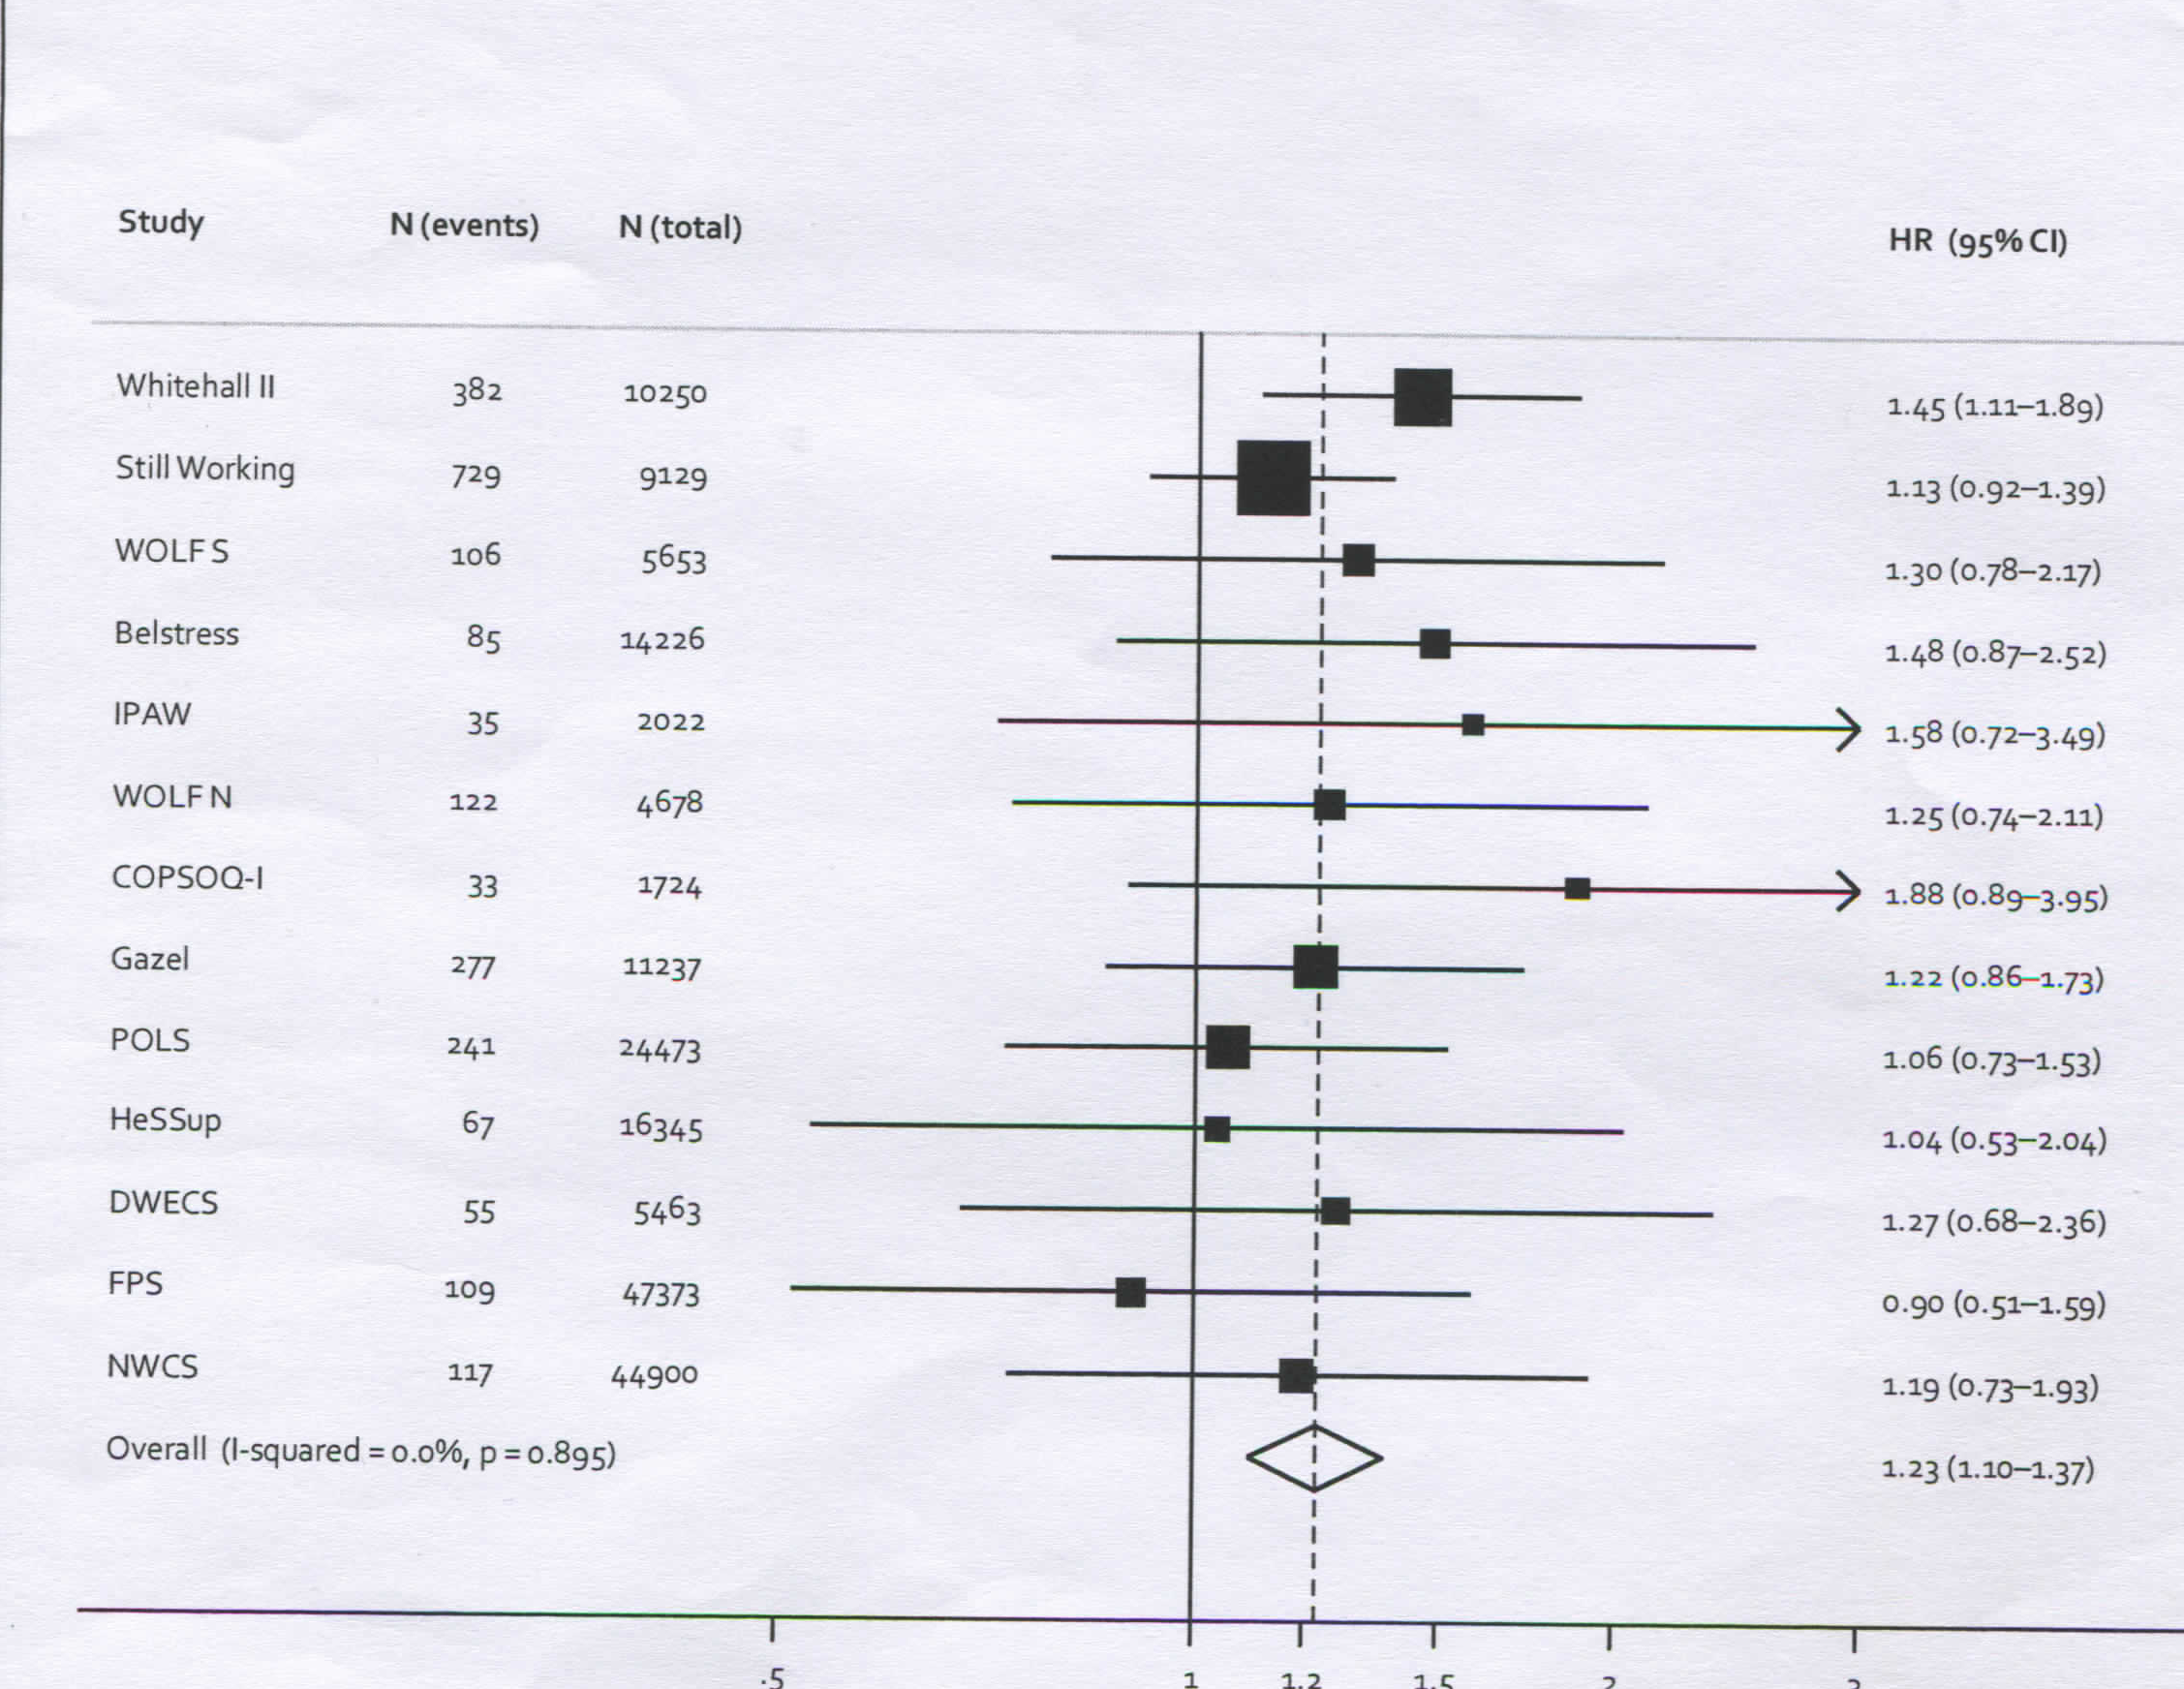 Study N (events) N (total) HR (95% CI)
Whitehall II 382 10250 1.45 (1.11–1.89)
Still Working 729 9129 1.13 (0.92–1.39)
WOLF S 106 5653 1.30 (0.78–2.17)
Belstress 85 14226 1.48 (0.87–2.52)
IPAW 35 2022 1.58 (0.72–3.49)
WOLF N 122 4678 1.25 (0.74–2.11)
COPSOQ-I 33 1724 1.88 (0.89–3.95)
Gazel 277 11237 1.22 (0.86–1.73)
POLS 241 24473 1.06 (0.73–1.53)
HeSSup 67 16345 1.04 (0.53–2.04)
DWECS 55 5463 1.27 (0.68–2.36)
FPS 109 47373 0.90 (0.51–1.59)
NWCS 117 44900 1.19 (0.73–1.93)
Overall (I-squared = 0.0%, p = 0.895) 1.23 (1.10–1.37)
.5 1 1.2 1.5 2